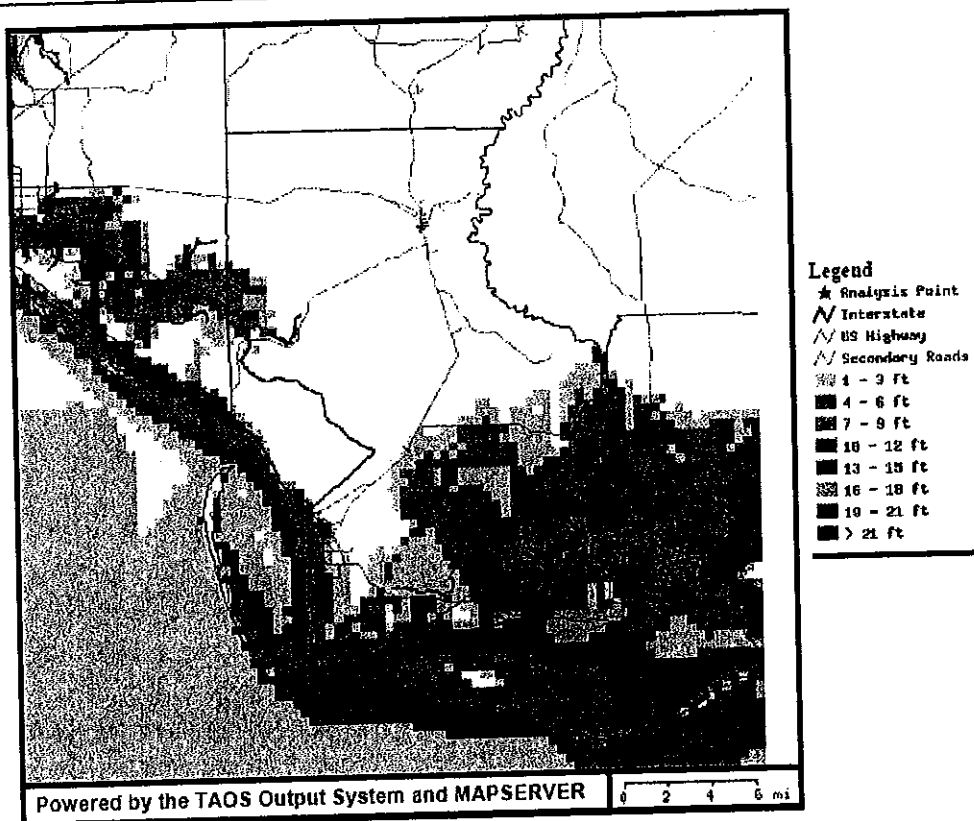 Legend
Analysis Point
Interstate
US Highway
Secondary Roads
1 - 3 ft
4 - 6 ft
7 - 9 ft
10 - 12 ft
13 - 15 ft
16 - 18 ft
19 - 21 ft
> 21 ft
Powered by the TAOS Output System and MAPSERVER
0 2 4 6 mi